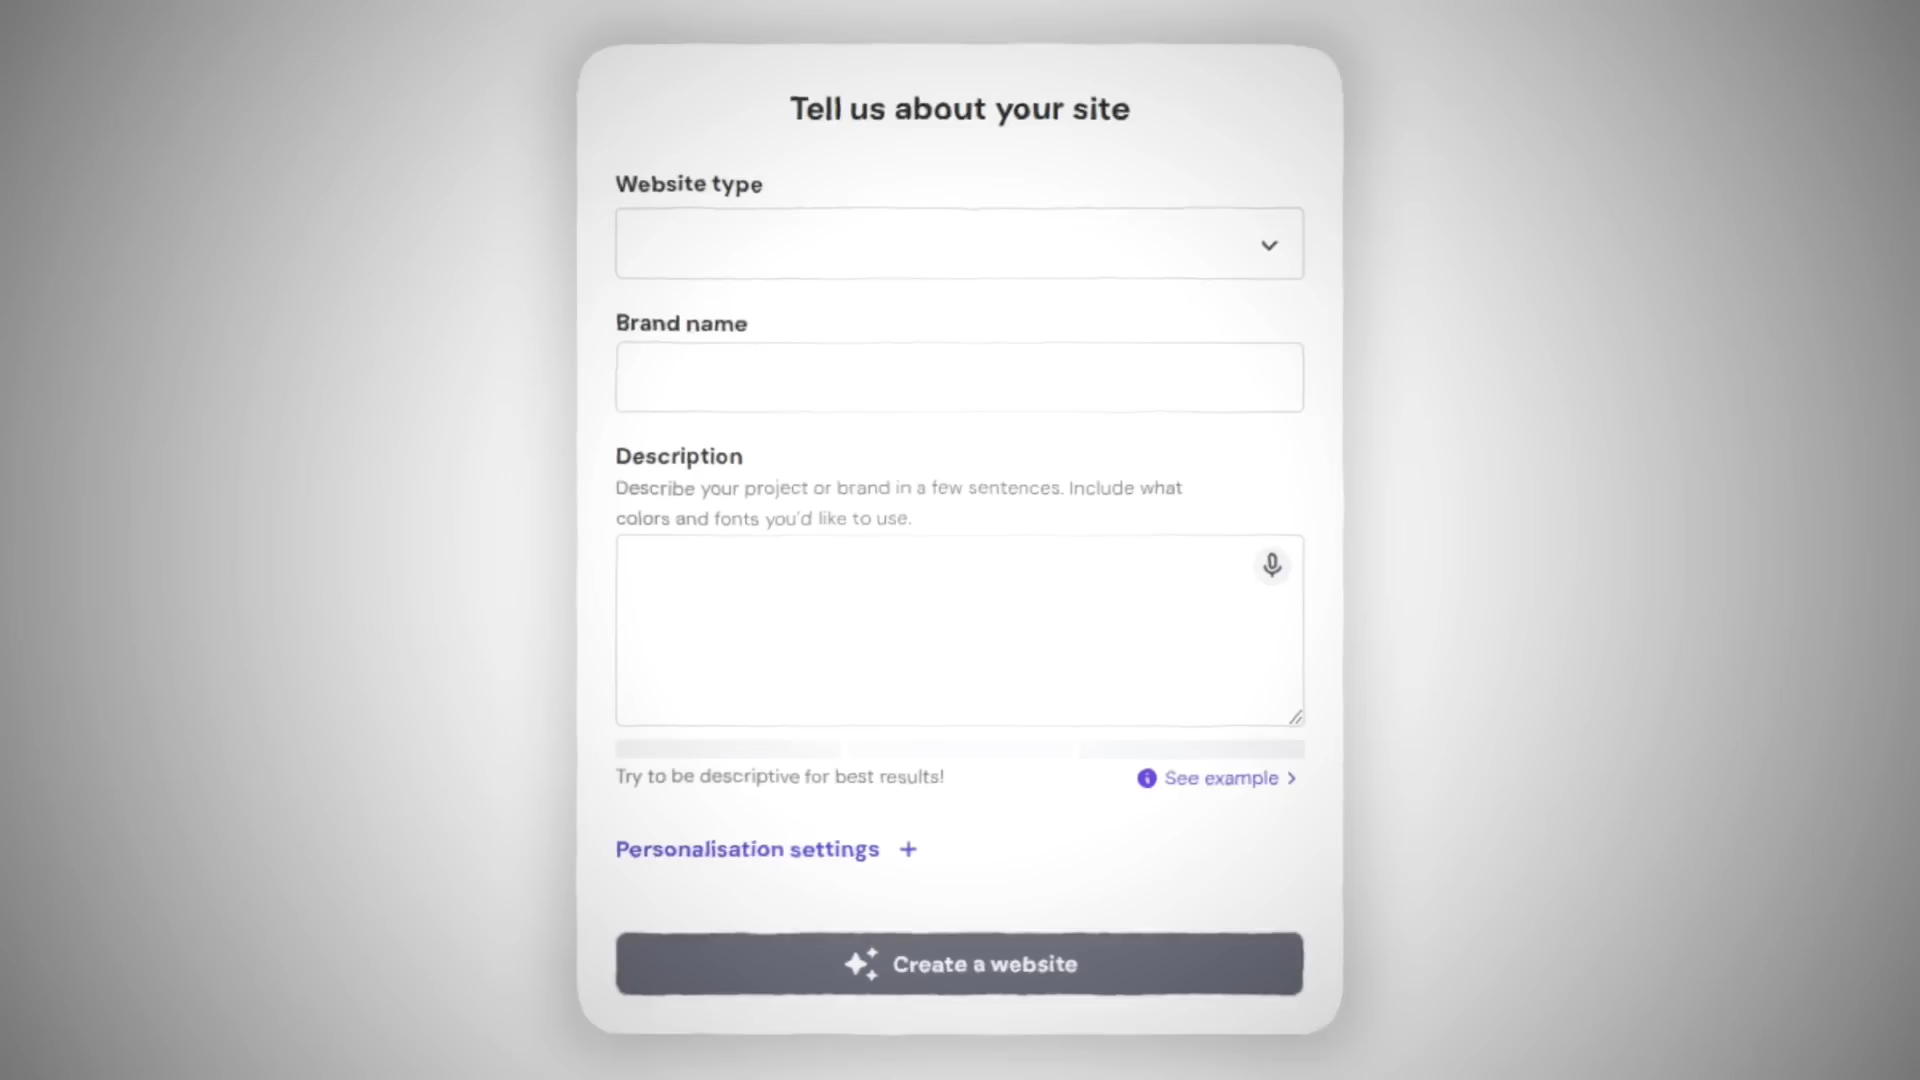 Tell us about your site
Website type
Brand name
Description
Describe your project or brand in a few sentences. Include what
colors and fonts you'd like to use.
Try to be descriptive for best results!
See example
Personalisation settings +
Create a website